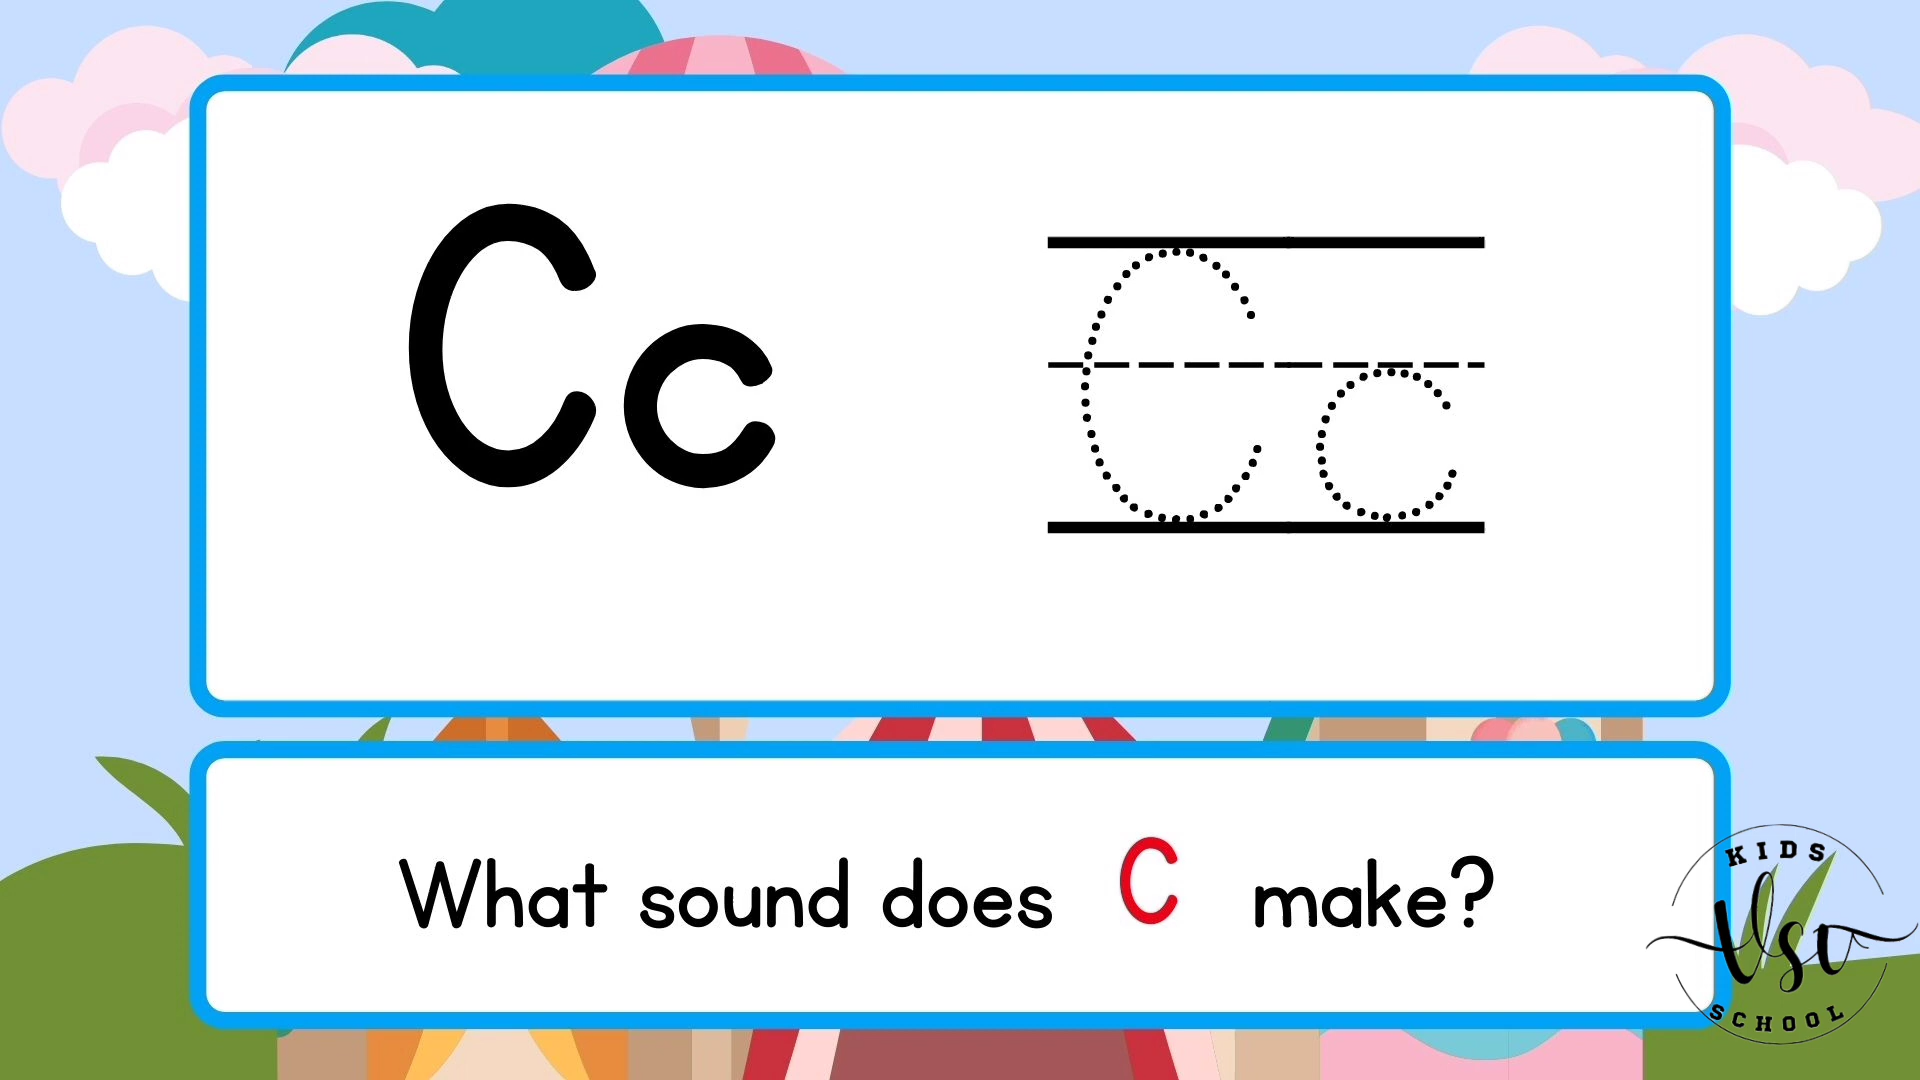 Cc
Cc
What sound does C make?
KIDS
SCHOOL